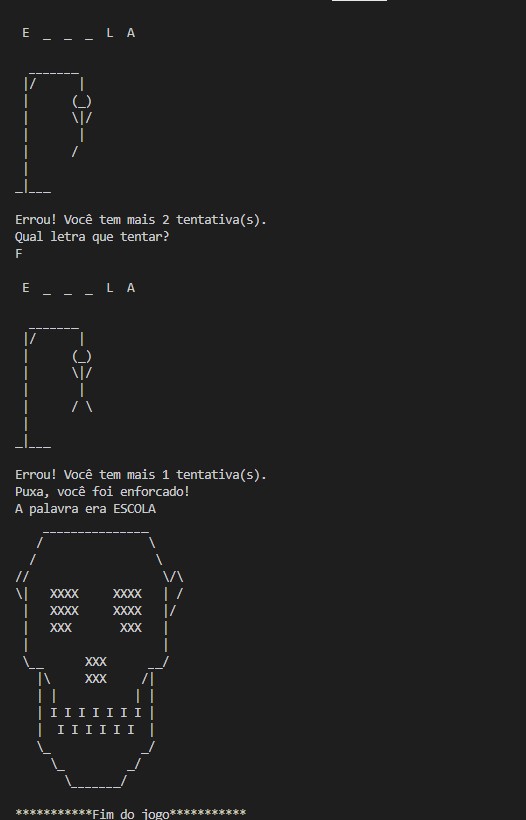 E _ _ _ L A
 _______
|/      |
|      (_)
|      \|/
|       |
|      /
|
_|___
Errou! Você tem mais 2 tentativa(s).
Qual letra que tentar?
F
E _ _ _ L A
 _______
|/      |
|      (_)
|      \|/
|       |
|      / \
|
_|___
Errou! Você tem mais 1 tentativa(s).
Puxa, você foi enforcado!
A palavra era ESCOLA
    _______________
   /               \
  /                 \
//                   \/\
\|   XXXX     XXXX   | /
 |   XXXX     XXXX   |/
 |   XXX       XXX   |
 |                   |
 \__      XXX      __/
   |\     XXX     /|
   | |           | |
   | I I I I I I I |
   |  I I I I I I  |
   \_             _/
     \_         _/
       \_______/
***********Fim do jogo***********